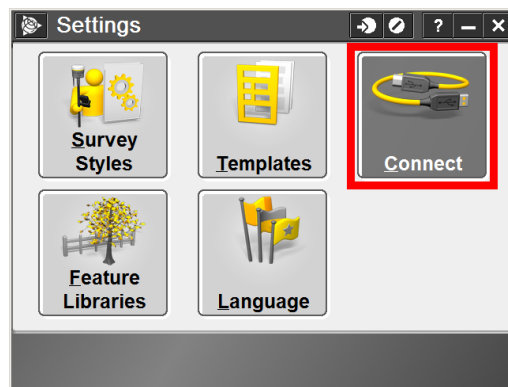 Settings
?
Survey
Styles
Templates
Connect
Feature
Libraries
Language